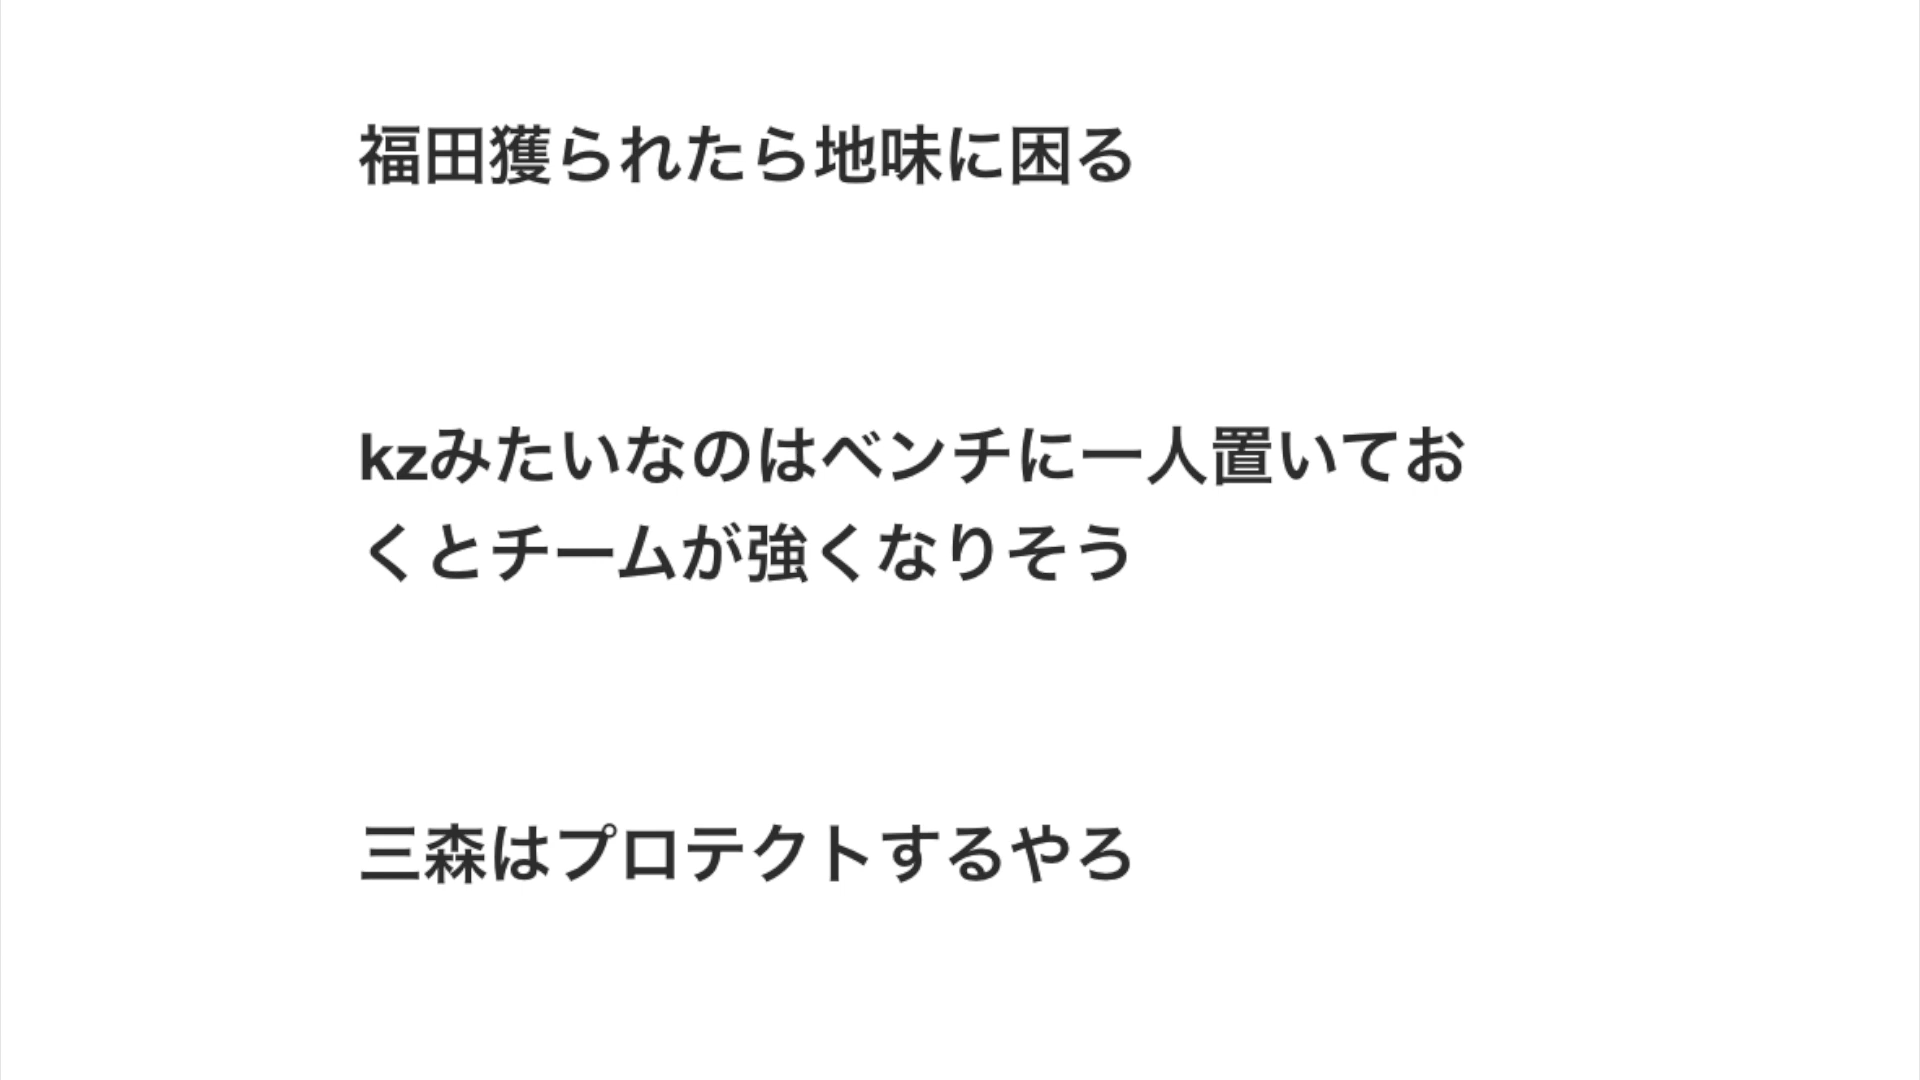 福田獲られたら地味に困る
kzみたいなのはベンチに一人置いてお
くとチームが強くなりそう
三森はプロテクトするやろ